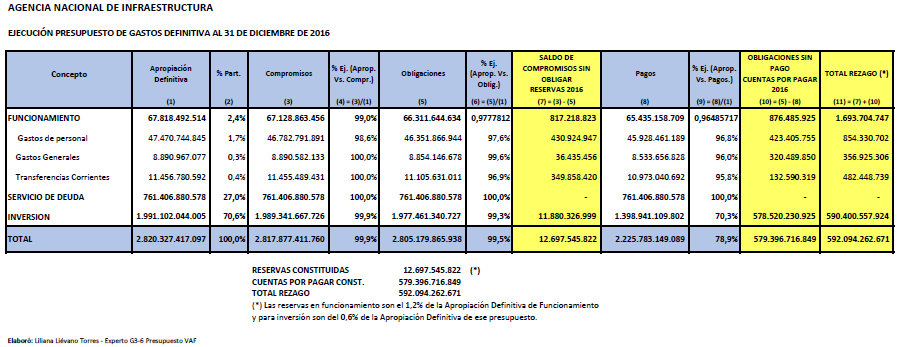 AGENCIA NACIONAL DE INFRAESTRUCTURA
EJECUCIÓN PRESUPUESTO DE GASTOS DEFINITIVA AL 31 DE DICIEMBRE DE 2016
Concepto Apropiación Definitiva (1) % Part. (2) Compromisos (3) % Ej. (Aprop. Vs. Compr.) (4) = (3)/(1) Obligaciones (5) % Ej. (Aprop. Vs. Oblig.) (6) = (5)/(1) SALDO DE COMPROMISOS SIN OBLIGAR RESERVAS 2016 (7) = (3) - (5) Pagos (8) % Ej. (Aprop. Vs. Pagos.) (9) = (8)/(1) OBLIGACIONES SIN PAGO CUENTAS POR PAGAR 2016 (10) = (5) - (8) TOTAL REZAGO (*) (11) = (7) + (10)
FUNCIONAMIENTO 67.818.492.514 2,4% 67.128.863.456 99,0% 66.311.644.634 0,9777812 817.218.823 65.435.158.709 0,96485717 876.485.925 1.693.704.747
Gastos de personal 47.470.744.845 1,7% 46.782.791.891 98,6% 46.351.866.944 97,6% 430.924.947 45.928.461.189 96,8% 423.405.755 854.330.702
Gastos Generales 8.890.967.077 0,3% 8.890.582.133 100,0% 8.854.146.678 99,6% 36.435.456 8.533.656.828 96,0% 320.489.850 356.925.306
Transferencias Corrientes 11.456.780.592 0,4% 11.455.489.431 100,0% 11.105.631.011 96,9% 349.858.420 10.973.040.692 95,8% 132.590.319 482.448.739
SERVICIO DE DEUDA 761.406.880.578 27,0% 761.406.880.578 100,0% 761.406.880.578 100,0% - 761.406.880.578 100,0% - -
INVERSION 1.991.102.044.005 70,6% 1.989.341.667.726 99,9% 1.977.461.340.727 99,3% 11.880.326.999 1.398.941.109.802 70,3% 578.520.230.925 590.400.557.924
TOTAL 2.820.327.417.097 100,0% 2.817.877.411.760 99,9% 2.805.179.865.938 99,5% 12.697.545.822 2.225.783.149.089 78,9% 579.396.716.849 592.094.262.671
RESERVAS CONSTITUIDAS 12.697.545.822 (*)
CUENTAS POR PAGAR CONST. 579.396.716.849
TOTAL REZAGO 592.094.262.671
(*) Las reservas en funcionamiento son el 1,2% de la Apropiación Definitiva de Funcionamiento
y para inversión son del 0,6% de la Apropiación Definitiva de ese presupuesto.
Elaboró: Liliana Liévano Torres - Experto G3-6 Presupuesto VAF